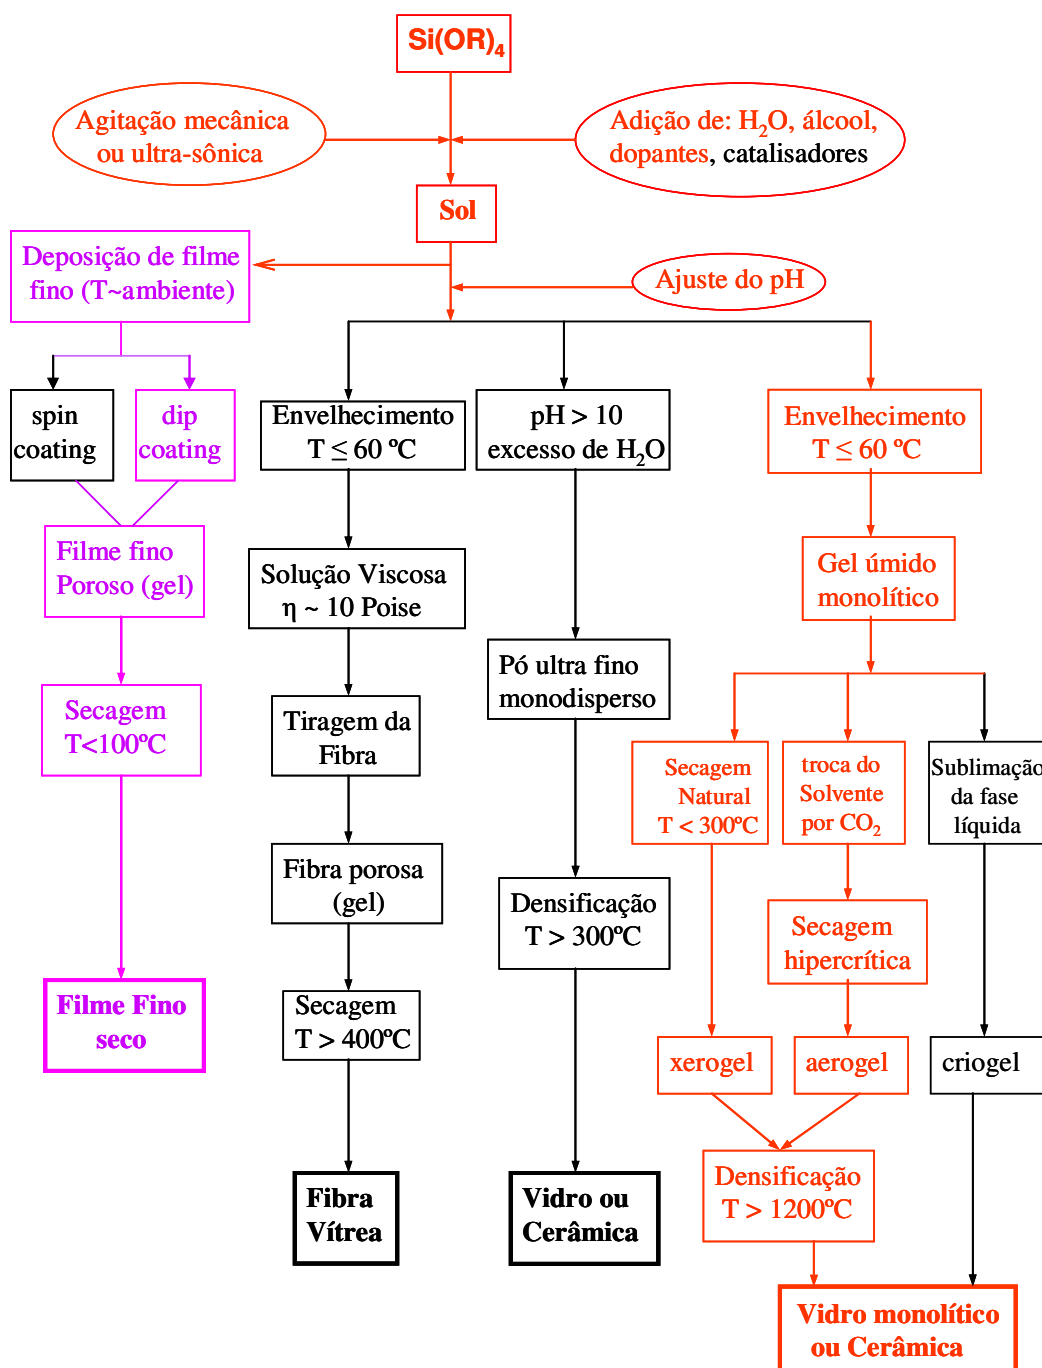 Si(OR)₄
Agitação mecânica
ou ultra-sônica
Adição de: H₂O, álcool,
dopantes, catalisadores
Sol
Deposição de filme
fino (T~ambiente)
Ajuste do pH
spin
coating
dip
coating
Filme fino
Poroso (gel)
Secagem
T<100ºC
Filme Fino
seco
Envelhecimento
T ≤ 60 ºC
Solução Viscosa
η ~ 10 Poise
Tiragem da
Fibra
Fibra porosa
(gel)
Secagem
T > 400ºC
Fibra
Vítrea
pH > 10
excesso de H₂O
Pó ultra fino
monodisperso
Densificação
T > 300ºC
Vidro ou
Cerâmica
Envelhecimento
T ≤ 60 ºC
Gel úmido
monolítico
Secagem
Natural
T < 300ºC
troca do
Solvente
por CO₂
Sublimação
da fase
líquida
Secagem
hipercrítica
xerogel
aerogel
criogel
Densificação
T > 1200ºC
Vidro monolítico
ou Cerâmica